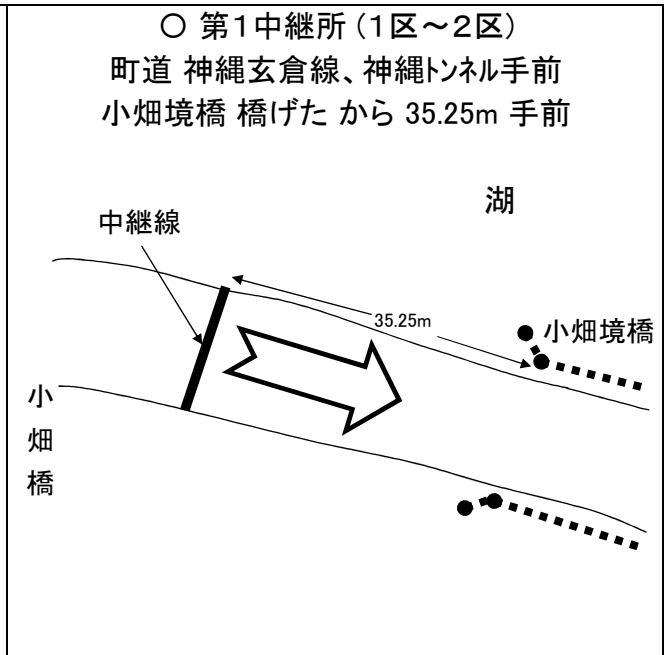 ○ 第1中継所 (1区～2区)
町道 神縄玄倉線、神縄トンネル手前
小畑境橋 橋げた から 35.25m 手前
湖
中継線
35.25m
小畑境橋
小畑橋